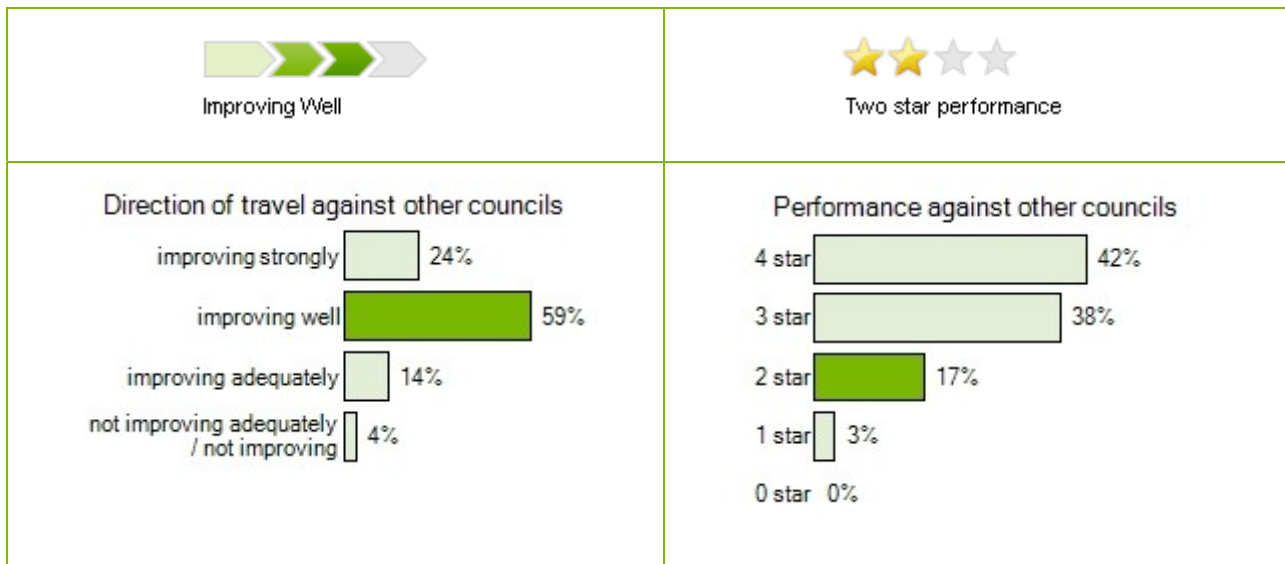 Improving Well
Two star performance
Direction of travel against other councils
improving strongly 24%
improving well 59%
improving adequately 14%
not improving adequately
/ not improving 4%
Performance against other councils
4 star 42%
3 star 38%
2 star 17%
1 star 3%
0 star 0%